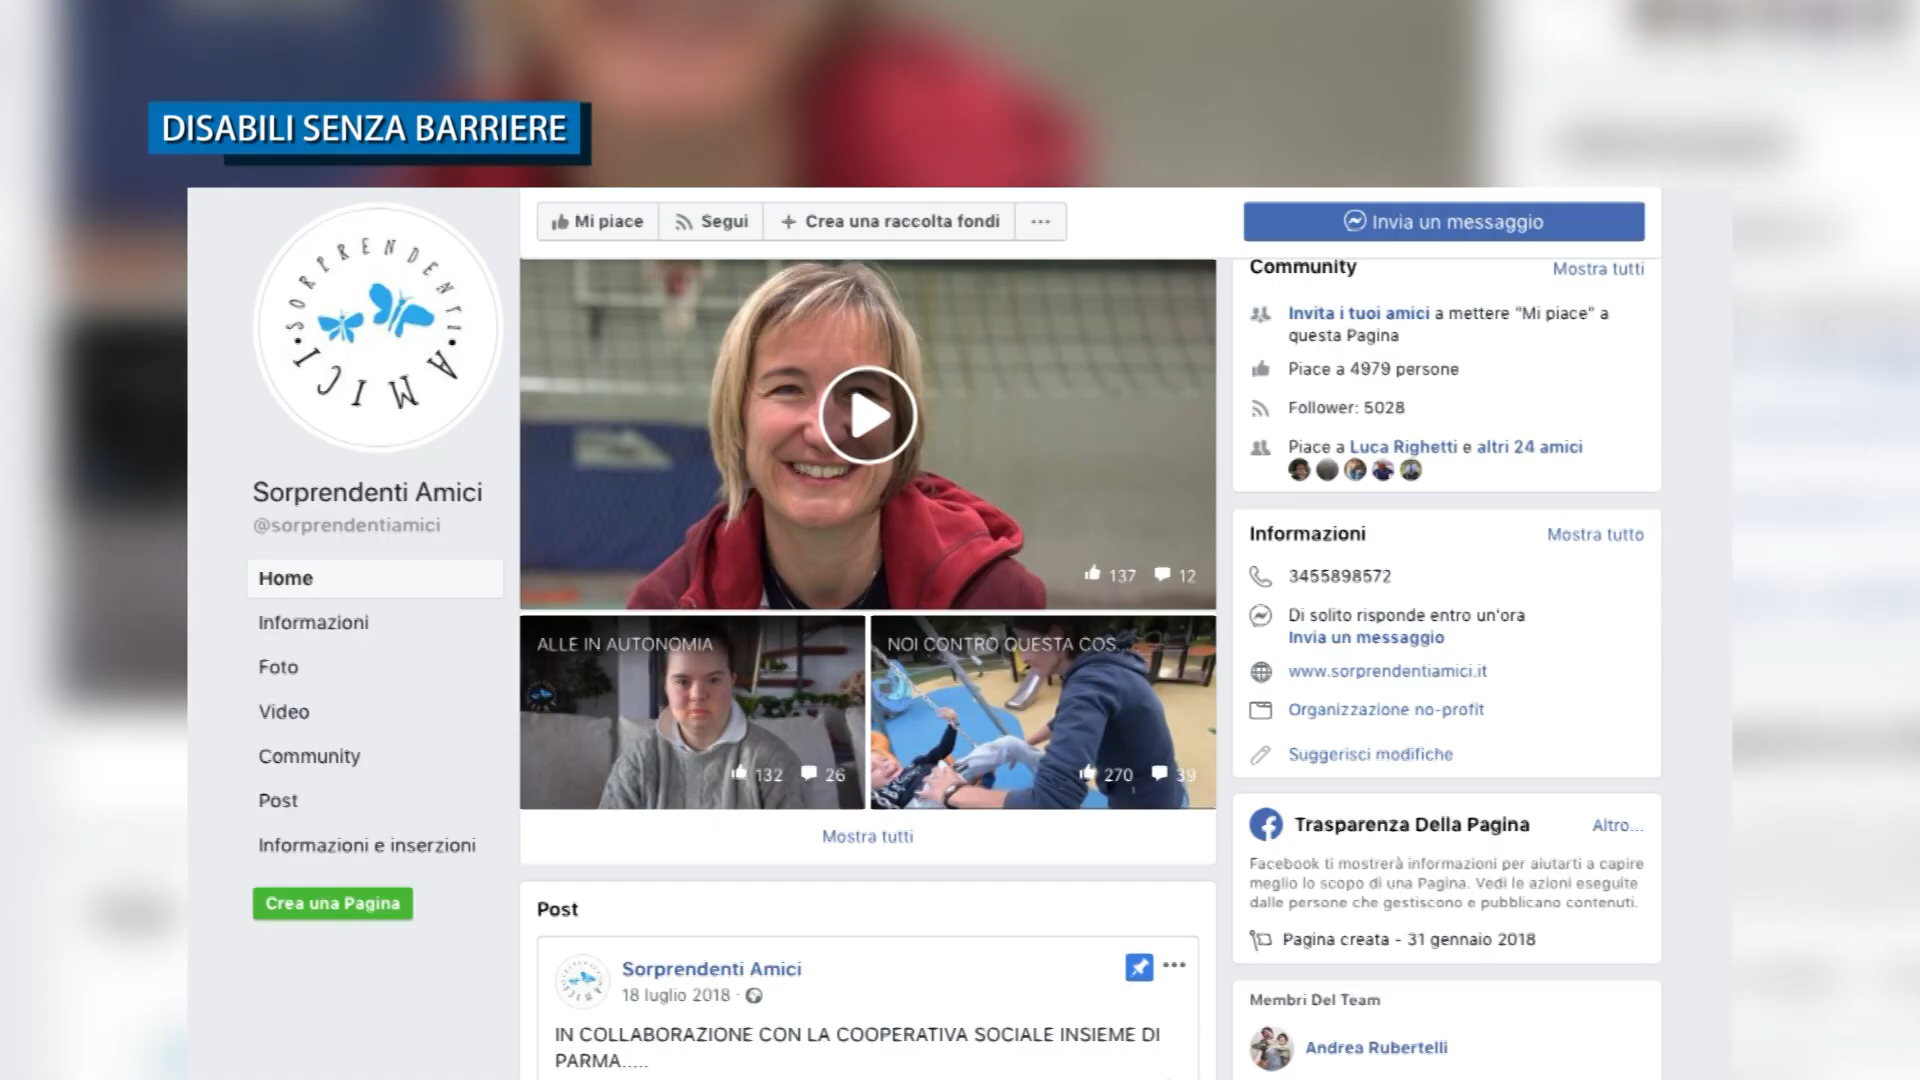 DISABILI SENZA BARRIERE
SORPRENDENTI
AMICI
Sorprendenti Amici
@sorprendentiamici
Home
Informazioni
Foto
Video
Community
Post
Informazioni e inserzioni
Crea una Pagina
Mi piace
Segui
Crea una raccolta fondi
Invia un messaggio
137 12
ALLE IN AUTONOMIA
132 26
NOI CONTRO QUESTA COS...
270 39
Mostra tutti
Post
Sorprendenti Amici
18 luglio 2018 ·
IN COLLABORAZIONE CON LA COOPERATIVA SOCIALE INSIEME DI
PARMA.....
Community
Mostra tutti
Invita i tuoi amici a mettere "Mi piace" a
questa Pagina
Piace a 4979 persone
Follower: 5028
Piace a Luca Righetti e altri 24 amici
Informazioni
Mostra tutto
3455898572
Di solito risponde entro un'ora
Invia un messaggio
www.sorprendentiamici.it
Organizzazione no-profit
Suggerisci modifiche
Trasparenza Della Pagina
Altro...
Facebook ti mostrerà informazioni per aiutarti a capire
meglio lo scopo di una Pagina. Vedi le azioni eseguite
dalle persone che gestiscono e pubblicano contenuti.
Pagina creata - 31 gennaio 2018
Membri Del Team
Andrea Rubertelli